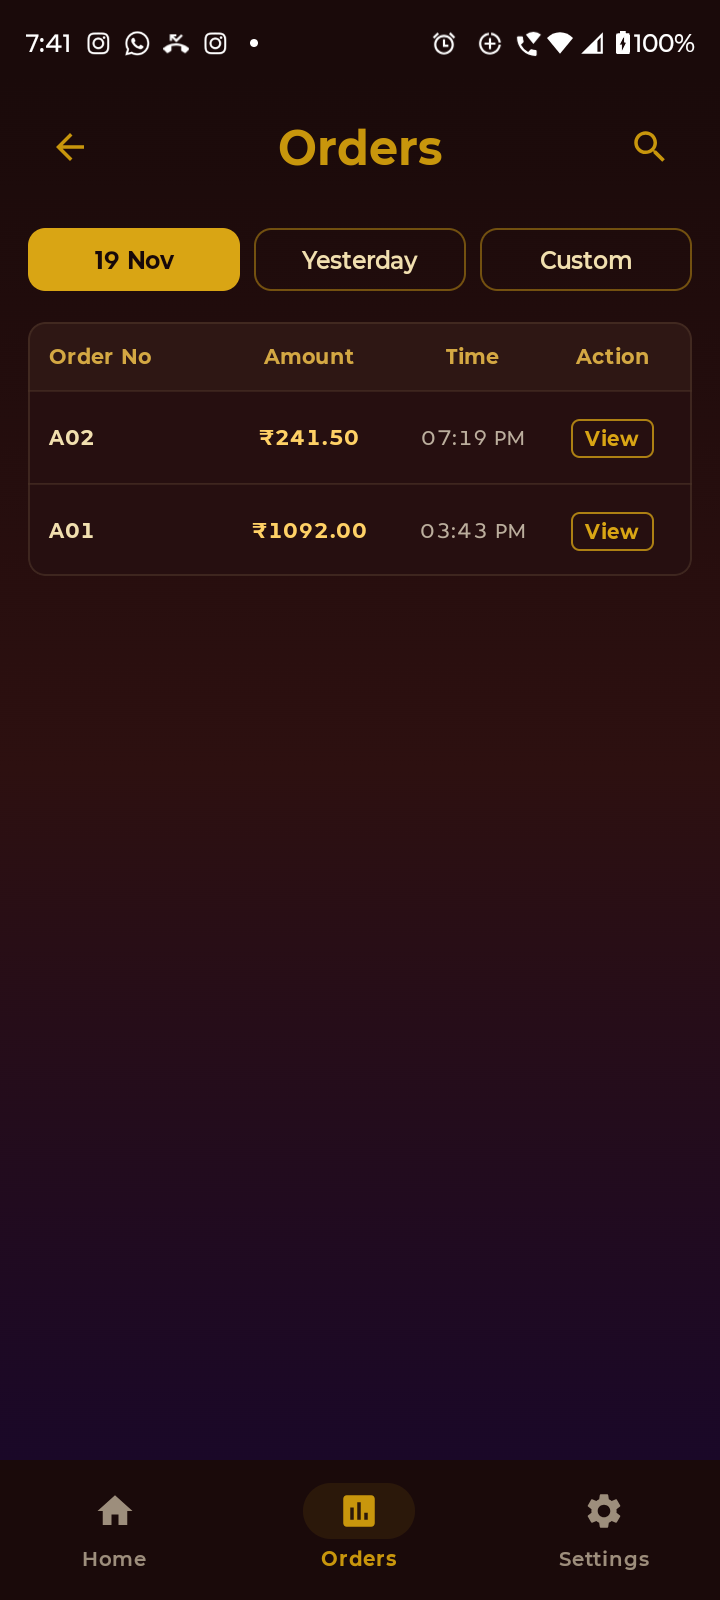 7:41 100%
Orders
19 Nov Yesterday Custom
Order No Amount Time Action
A02 ₹241.50 07:19 PM View
A01 ₹1092.00 03:43 PM View
Home Orders Settings